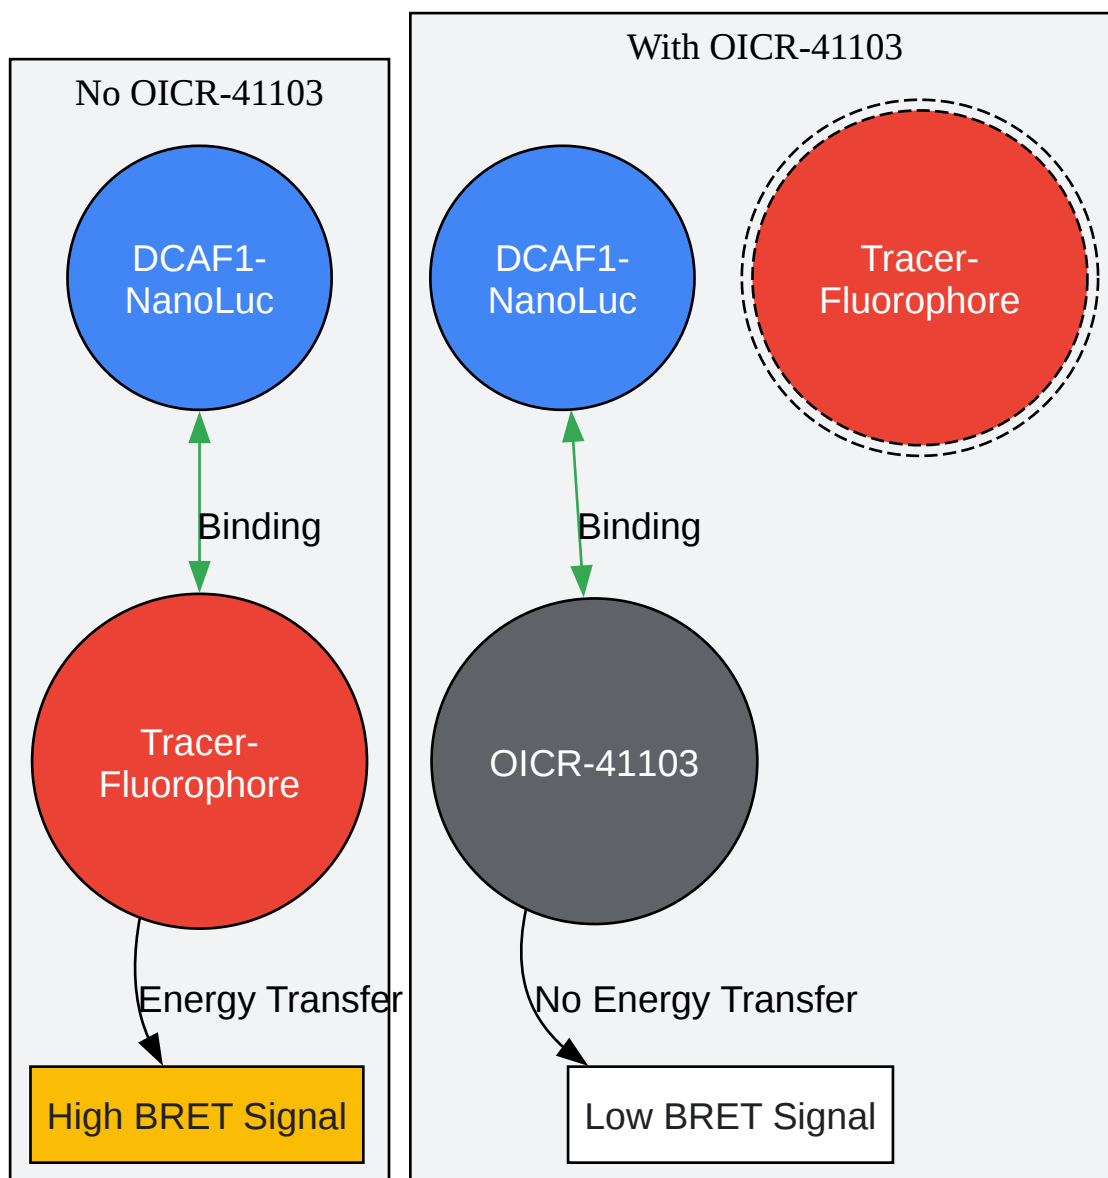 No OICR-41103
DCAF1-
NanoLuc
Binding
Tracer-
Fluorophore
Energy Transfer
High BRET Signal
With OICR-41103
DCAF1-
NanoLuc
Tracer-
Fluorophore
Binding
OICR-41103
No Energy Transfer
Low BRET Signal